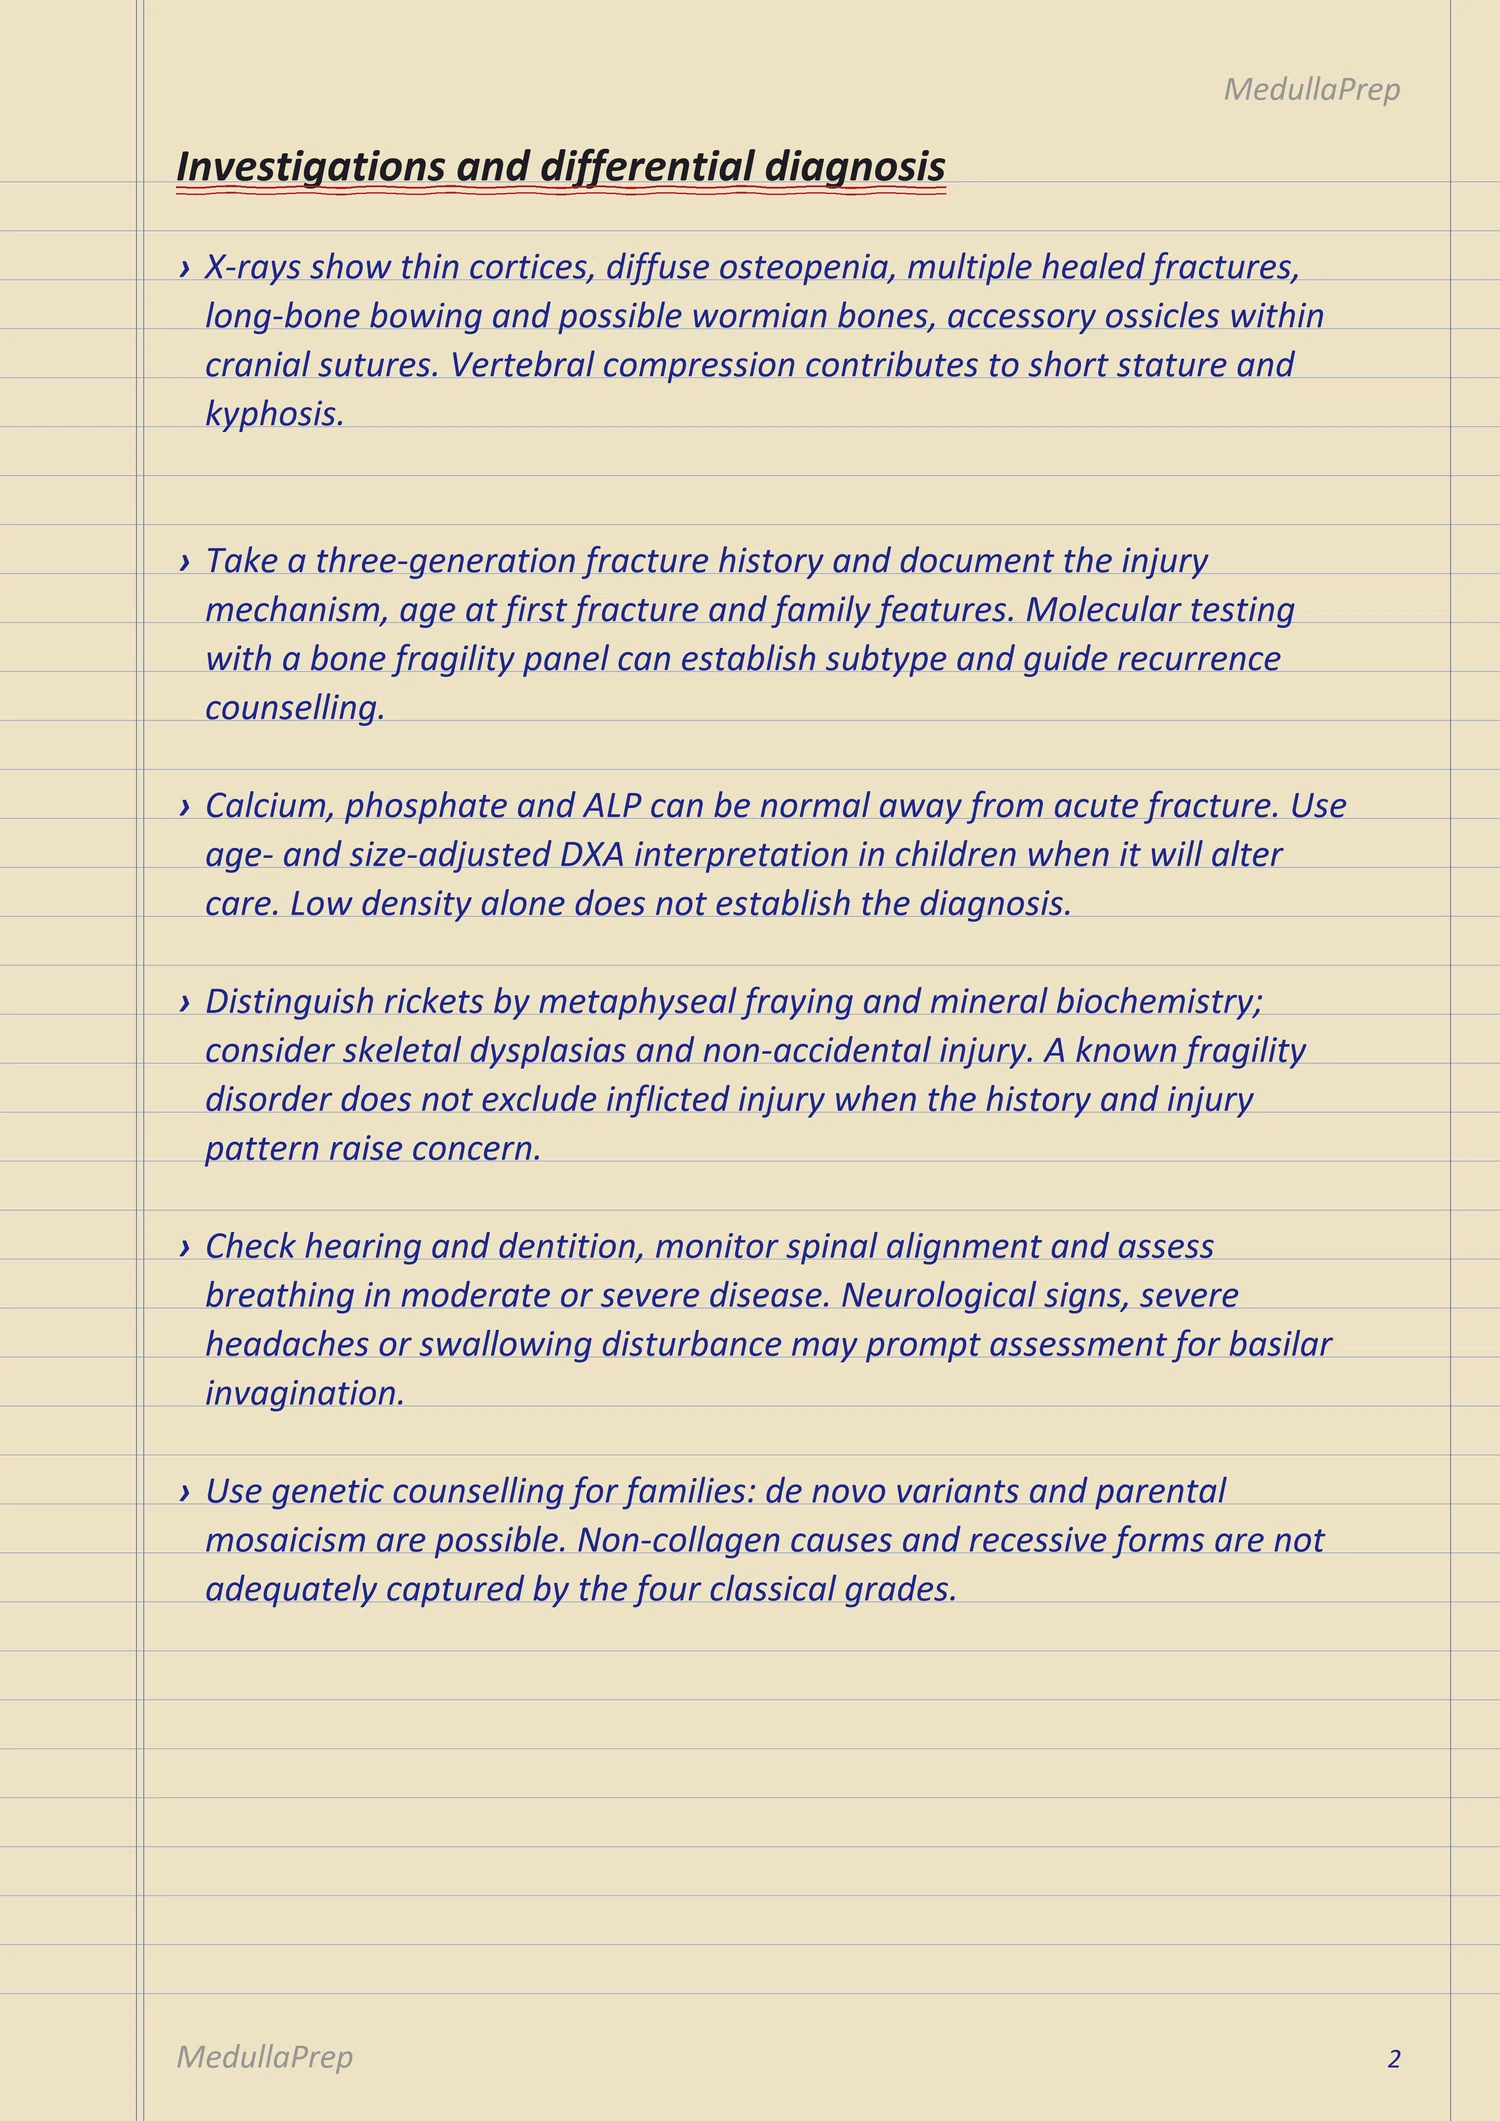 MedullaPrep
Investigations and differential diagnosis
› X-rays show thin cortices, diffuse osteopenia, multiple healed fractures,
long-bone bowing and possible wormian bones, accessory ossicles within
cranial sutures. Vertebral compression contributes to short stature and
kyphosis.
› Take a three-generation fracture history and document the injury
mechanism, age at first fracture and family features. Molecular testing
with a bone fragility panel can establish subtype and guide recurrence
counselling.
› Calcium, phosphate and ALP can be normal away from acute fracture. Use
age- and size-adjusted DXA interpretation in children when it will alter
care. Low density alone does not establish the diagnosis.
› Distinguish rickets by metaphyseal fraying and mineral biochemistry;
consider skeletal dysplasias and non-accidental injury. A known fragility
disorder does not exclude inflicted injury when the history and injury
pattern raise concern.
› Check hearing and dentition, monitor spinal alignment and assess
breathing in moderate or severe disease. Neurological signs, severe
headaches or swallowing disturbance may prompt assessment for basilar
invagination.
› Use genetic counselling for families: de novo variants and parental
mosaicism are possible. Non-collagen causes and recessive forms are not
adequately captured by the four classical grades.
MedullaPrep
2